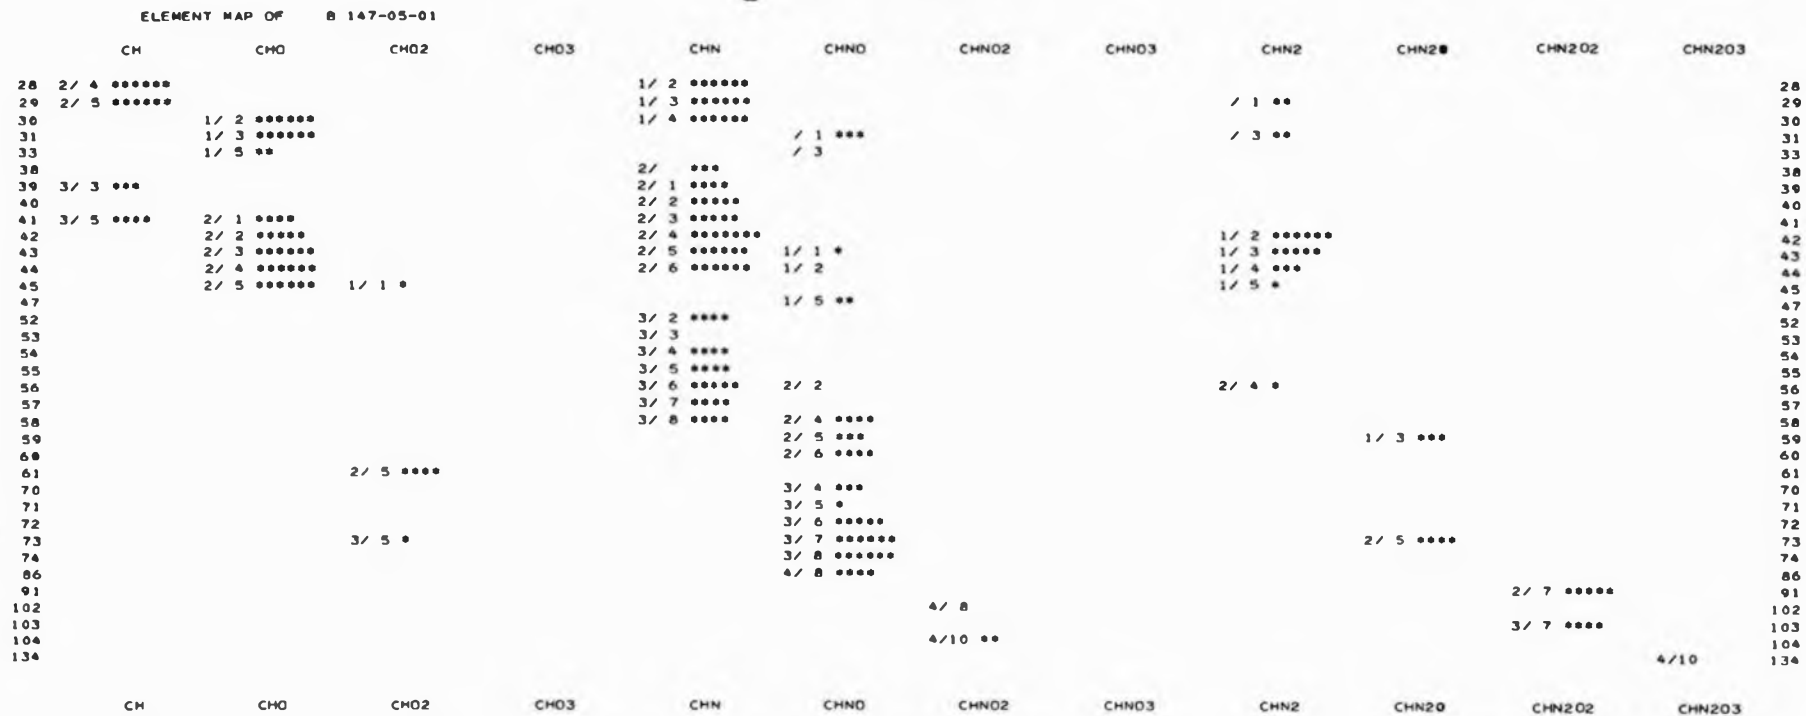 ELEMENT MAP OF B 147-05-01
CH CHO CHO2 CHO3 CHN CHNO CHNO2 CHNO3 CHN2 CHN2● CHN2O2 CHN2O3
28 2/ 4 ****** 1/ 2 ****** 28
29 2/ 5 ****** 1/ 3 ****** / 1 ** 29
30 1/ 2 ****** 1/ 4 ****** 30
31 1/ 3 ****** / 1 *** / 3 ** 31
33 1/ 5 ** / 3 33
38 2/ *** 38
39 3/ 3 *** 2/ 1 **** 39
40 2/ 2 ***** 40
41 3/ 5 **** 2/ 1 **** 2/ 3 ***** 41
42 2/ 2 ***** 2/ 4 ******* 1/ 2 ****** 42
43 2/ 3 ****** 2/ 5 ****** 1/ 1 * 1/ 3 ***** 43
44 2/ 4 ****** 2/ 6 ****** 1/ 2 1/ 4 *** 44
45 2/ 5 ****** 1/ 1 * 1/ 5 * 45
47 1/ 5 ** 47
52 3/ 2 **** 52
53 3/ 3 53
54 3/ 4 **** 54
55 3/ 5 **** 55
56 3/ 6 ***** 2/ 2 2/ 4 * 56
57 3/ 7 **** 57
58 3/ 8 **** 2/ 4 **** 58
59 2/ 5 *** 1/ 3 *** 59
60 2/ 6 **** 60
61 2/ 5 **** 61
70 3/ 4 *** 70
71 3/ 5 * 71
72 3/ 6 ***** 72
73 3/ 5 * 3/ 7 ****** 2/ 5 **** 73
74 3/ 8 ****** 74
86 4/ 8 **** 86
91 2/ 7 ***** 91
102 4/ 8 102
103 3/ 7 **** 103
104 4/10 ** 104
134 4/10 134
CH CHO CHO2 CHO3 CHN CHNO CHNO2 CHNO3 CHN2 CHN2O CHN2O2 CHN2O3